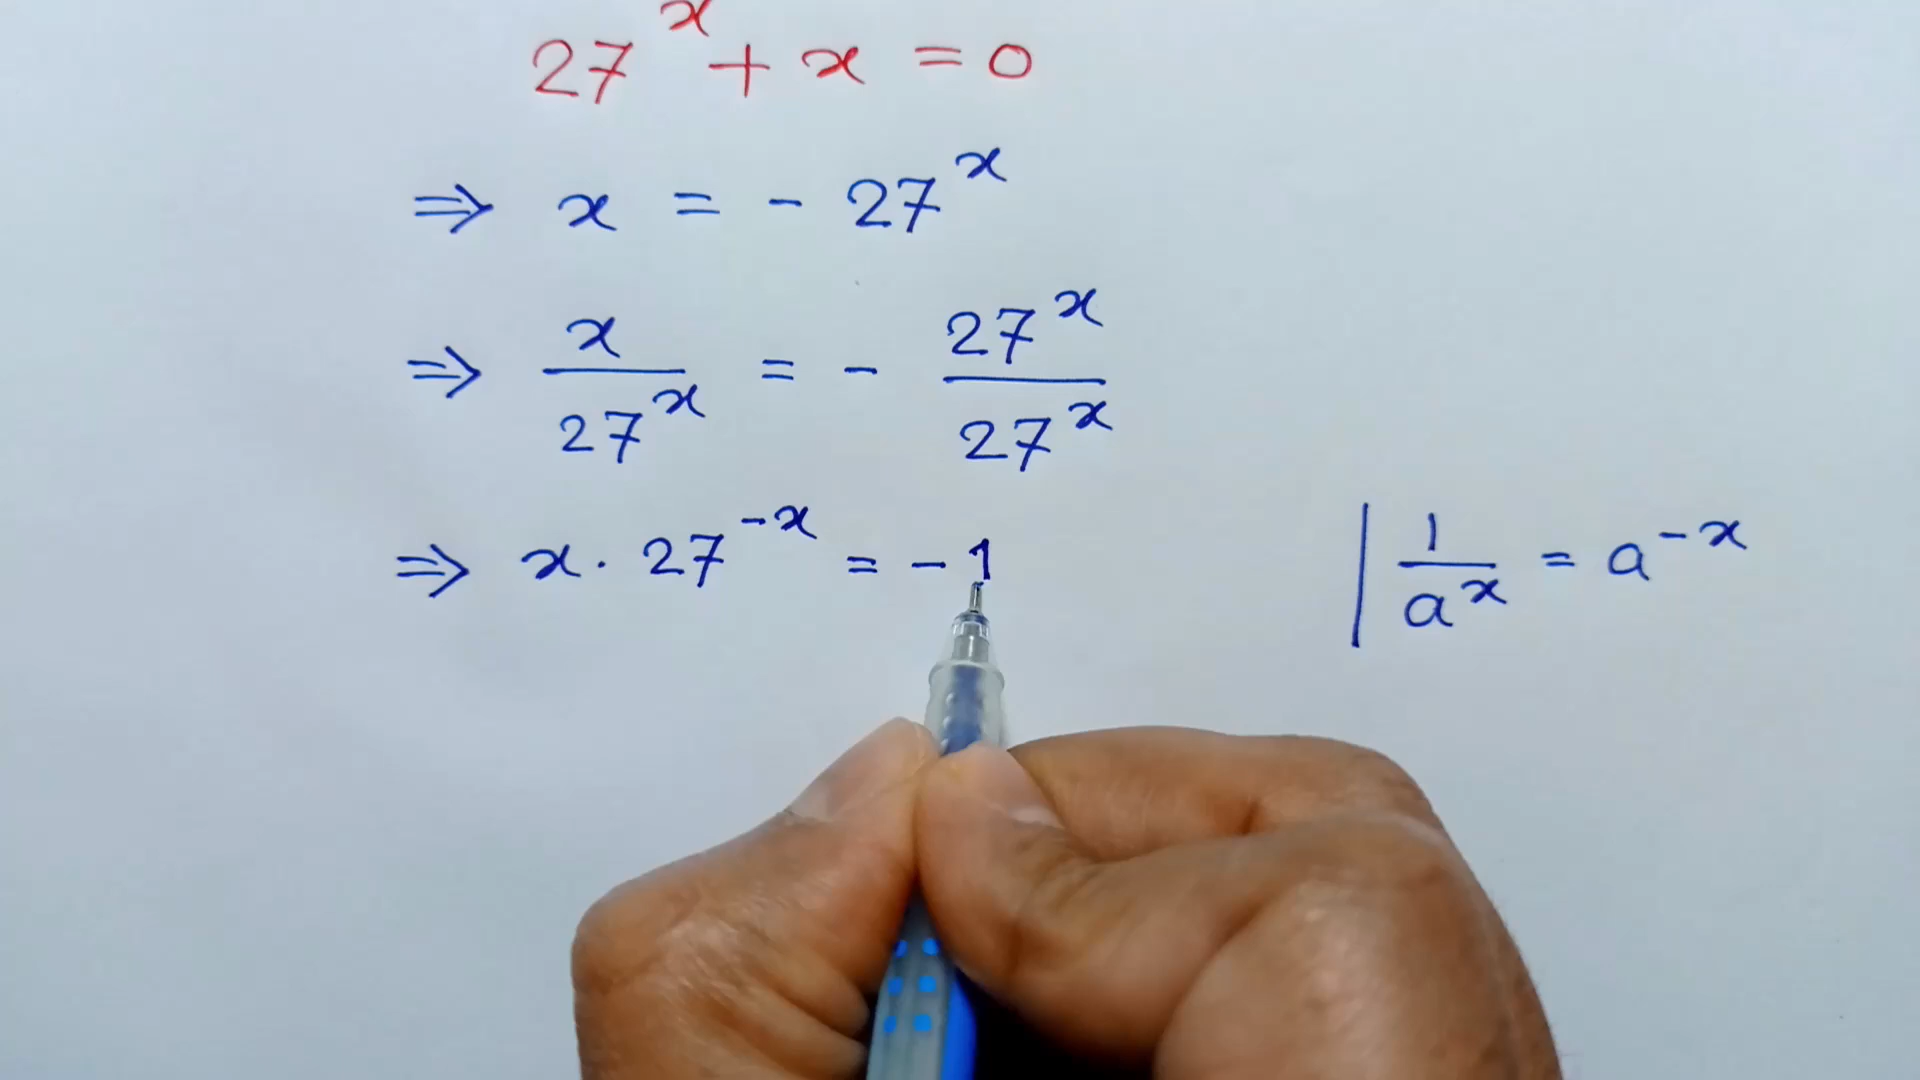 27^x + x = 0
⇒ x = - 27^x
⇒ x/27^x = - 27^x/27^x
⇒ x . 27^-x = - 1 | 1/a^x = a^-x